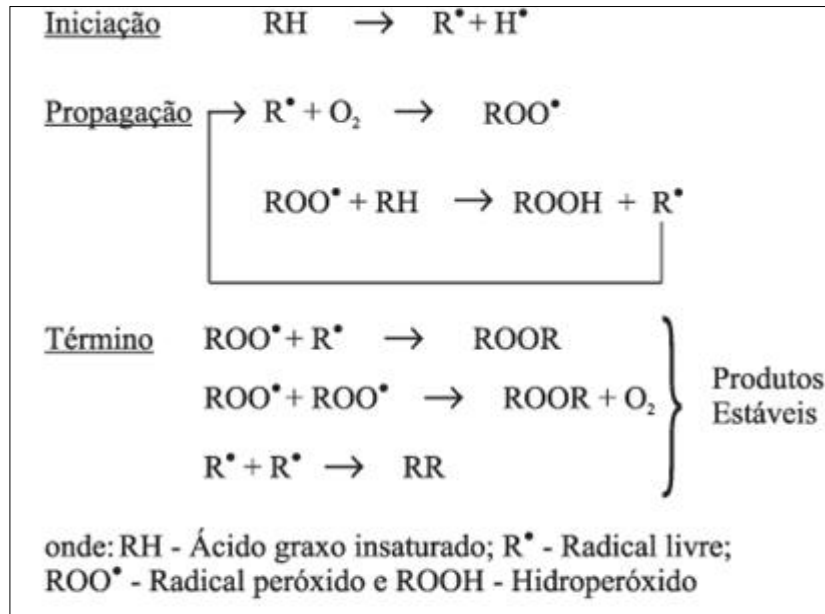 Iniciação RH → R• + H•
Propagação → R• + O₂ → ROO•
ROO• + RH → ROOH + R•
Término ROO• + R• → ROOR
ROO• + ROO• → ROOR + O₂
R• + R• → RR
Produtos
Estáveis
onde: RH - Ácido graxo insaturado; R• - Radical livre;
ROO• - Radical peróxido e ROOH - Hidroperóxido